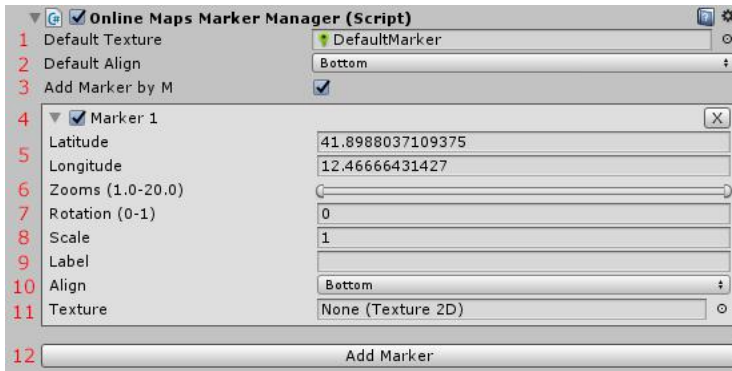 Online Maps Marker Manager (Script)
1 Default Texture DefaultMarker
2 Default Align Bottom
3 Add Marker by M
4 Marker 1 X
5 Latitude 41.8988037109375
Longitude 12.46666431427
6 Zooms (1.0-20.0)
7 Rotation (0-1) 0
8 Scale 1
9 Label
10 Align Bottom
11 Texture None (Texture 2D)
12 Add Marker